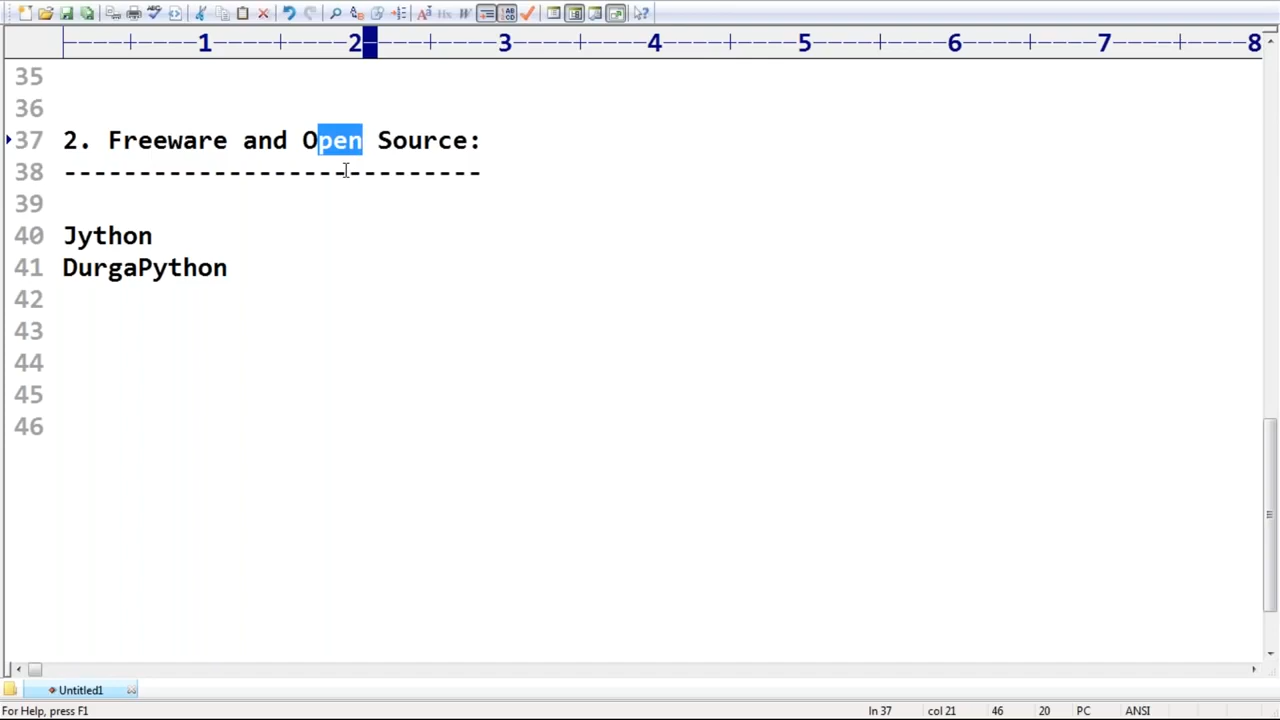 1 2 3 4 5 6 7 8
35
36
37 2. Freeware and Open Source:
38 ----------------------------
39
40 Jython
41 DurgaPython
42
43
44
45
46
Untitled1
For Help, press F1 ln 37 col 21 46 20 PC ANSI